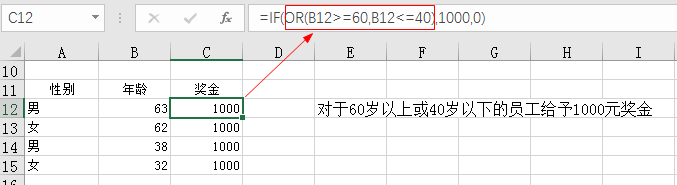 C12 =IF(OR(B12>=60,B12<=40),1000,0)
A B C D E F G H I
10
11 性别 年龄 奖金
12 男 63 1000 对于60岁以上或40岁以下的员工给予1000元奖金
13 女 62 1000
14 男 38 1000
15 女 32 1000